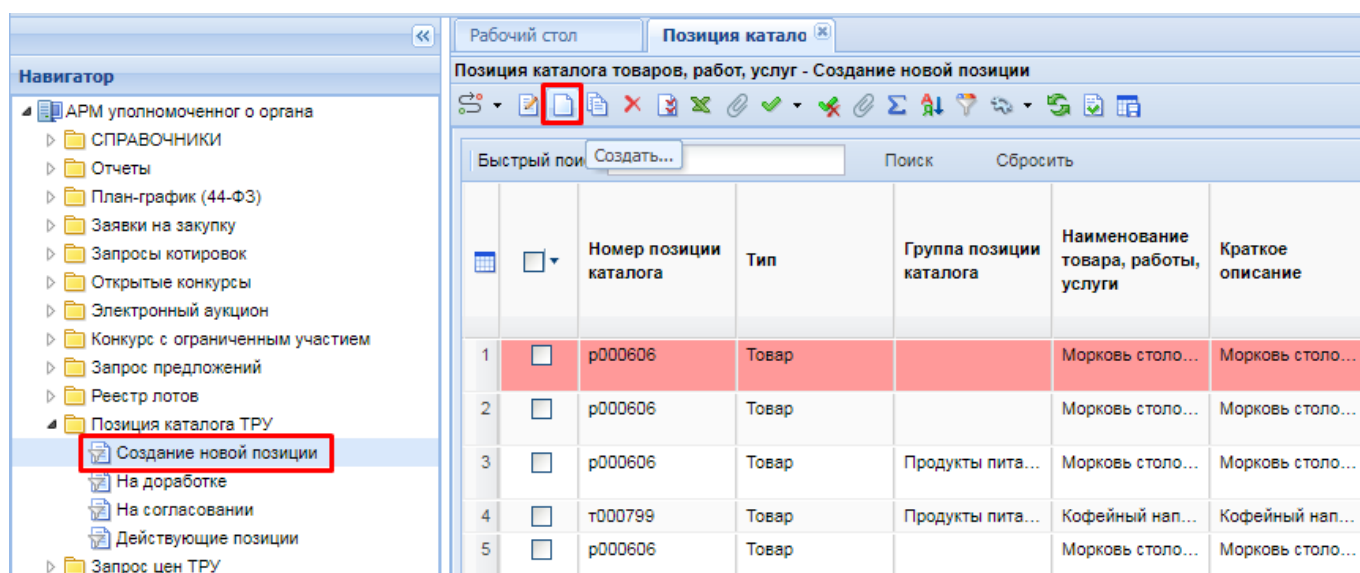 Рабочий стол
Позиция катало
Навигатор
Позиция каталога товаров, работ, услуг - Создание новой позиции
АРМ уполномоченног о органа
СПРАВОЧНИКИ
Отчеты
План-график (44-ФЗ)
Заявки на закупку
Запросы котировок
Открытые конкурсы
Электронный аукцион
Конкурс с ограниченным участием
Запрос предложений
Реестр лотов
Позиция каталога ТРУ
Создание новой позиции
На доработке
На согласовании
Действующие позиции
Запрос цен ТРУ
Быстрый пои
Создать...
Поиск
Сбросить
Номер позиции каталога
Тип
Группа позиции каталога
Наименование товара, работы, услуги
Краткое описание
1 р000606 Товар Морковь столо... Морковь столо...
2 р000606 Товар Морковь столо... Морковь столо...
3 р000606 Товар Продукты пита... Морковь столо... Морковь столо...
4 т000799 Товар Продукты пита... Кофейный нап... Кофейный нап...
5 р000606 Товар Морковь столо... Морковь столо...